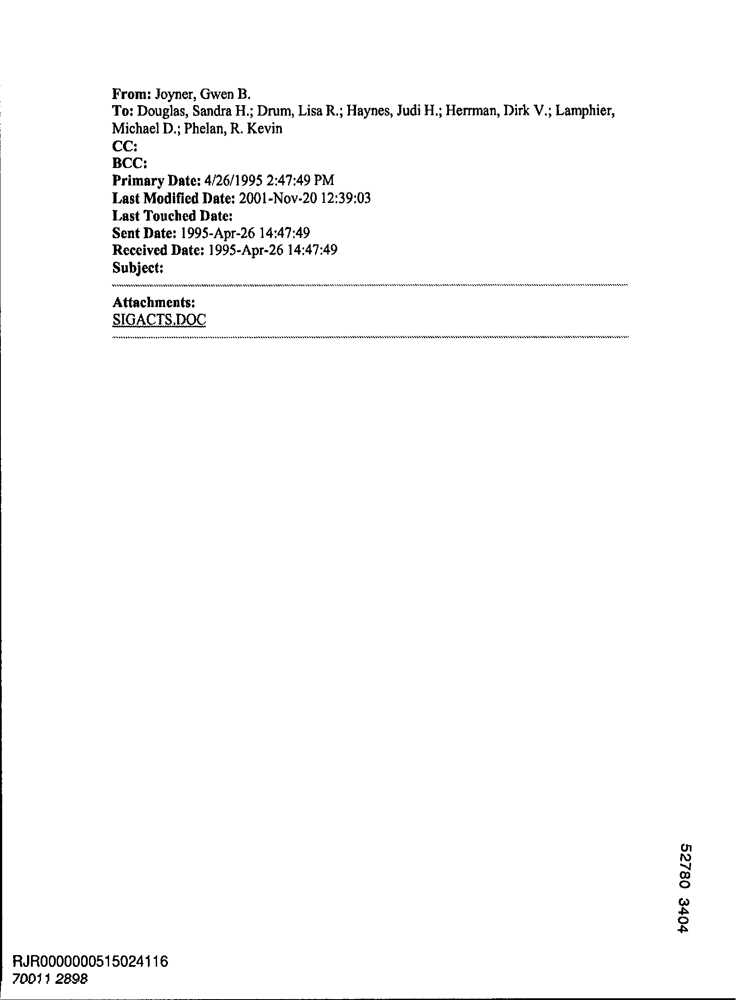 From: Joyner, Gwen B.
To: Douglas, Sandra H.; Drum, Lisa R.; Haynes, Judi H.; Herrman, Dirk V.; Lamphier,
Michael D.; Phelan, R. Kevin
CC:
BCC:
Primary Date: 4/26/1995 2:47:49 PM
Last Modified Date: 2001-Nov-20 12:39:03
Last Touched Date:
Sent Date: 1995-Apr-26 14:47:49
Received Date: 1995-Apr-26 14:47:49
Subject:
Attachments:
SIGACTS.DOC
52780 3404
RJR0000000515024116
70011 2898